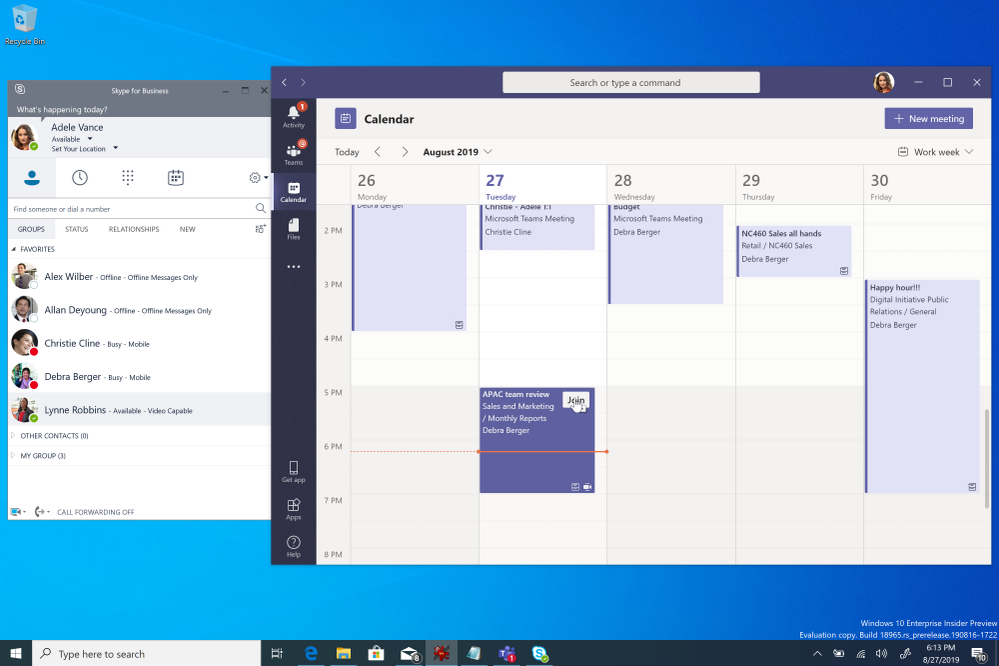 Recycle Bin
Skype for Business
What's happening today?
Adele Vance
Available
Set Your Location
Find someone or dial a number
GROUPS STATUS RELATIONSHIPS NEW
FAVORITES
Alex Wilber - Offline - Offline Messages Only
Allan Deyoung - Offline - Offline Messages Only
Christie Cline - Busy - Mobile
Debra Berger - Busy - Mobile
Lynne Robbins - Available - Video Capable
OTHER CONTACTS (0)
MY GROUP (3)
CALL FORWARDING OFF
Search or type a command
1
Activity
3
Teams
Calendar
Files
Get app
Apps
Help
Calendar
New meeting
Today
August 2019
Work week
26
Monday
27
Tuesday
28
Wednesday
29
Thursday
30
Friday
2 PM
3 PM
4 PM
5 PM
6 PM
7 PM
8 PM
Debra Berger
Christie - Adele 1:1
Microsoft Teams Meeting
Christie Cline
APAC team review
Sales and Marketing
/ Monthly Reports
Debra Berger
Join
Budget
Microsoft Teams Meeting
Debra Berger
NC460 Sales all hands
Retail / NC460 Sales
Debra Berger
Happy hour!!!
Digital Initiative Public
Relations / General
Debra Berger
Windows 10 Enterprise Insider Preview
Evaluation copy. Build 18965.rs_prerelease.190816-1722
Type here to search
8
1
6:13 PM
8/27/2019
10